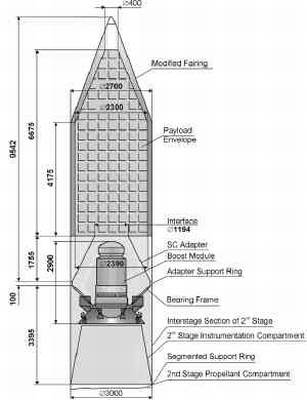 ∅400
Modified Fairing
∅2700
∅2300
Payload
Envelope
9542
6675
4175
Interface
∅1194
SC Adapter
Boost Module
Adapter Support Ring
1755
2900
∅2390
100
Bearing Frame
Interstage Section of 2ⁿᵈ Stage
2ⁿᵈ Stage Instrumentation Compartment
3395
Segmented Support Ring
2nd Stage Propellant Compartment
∅3000